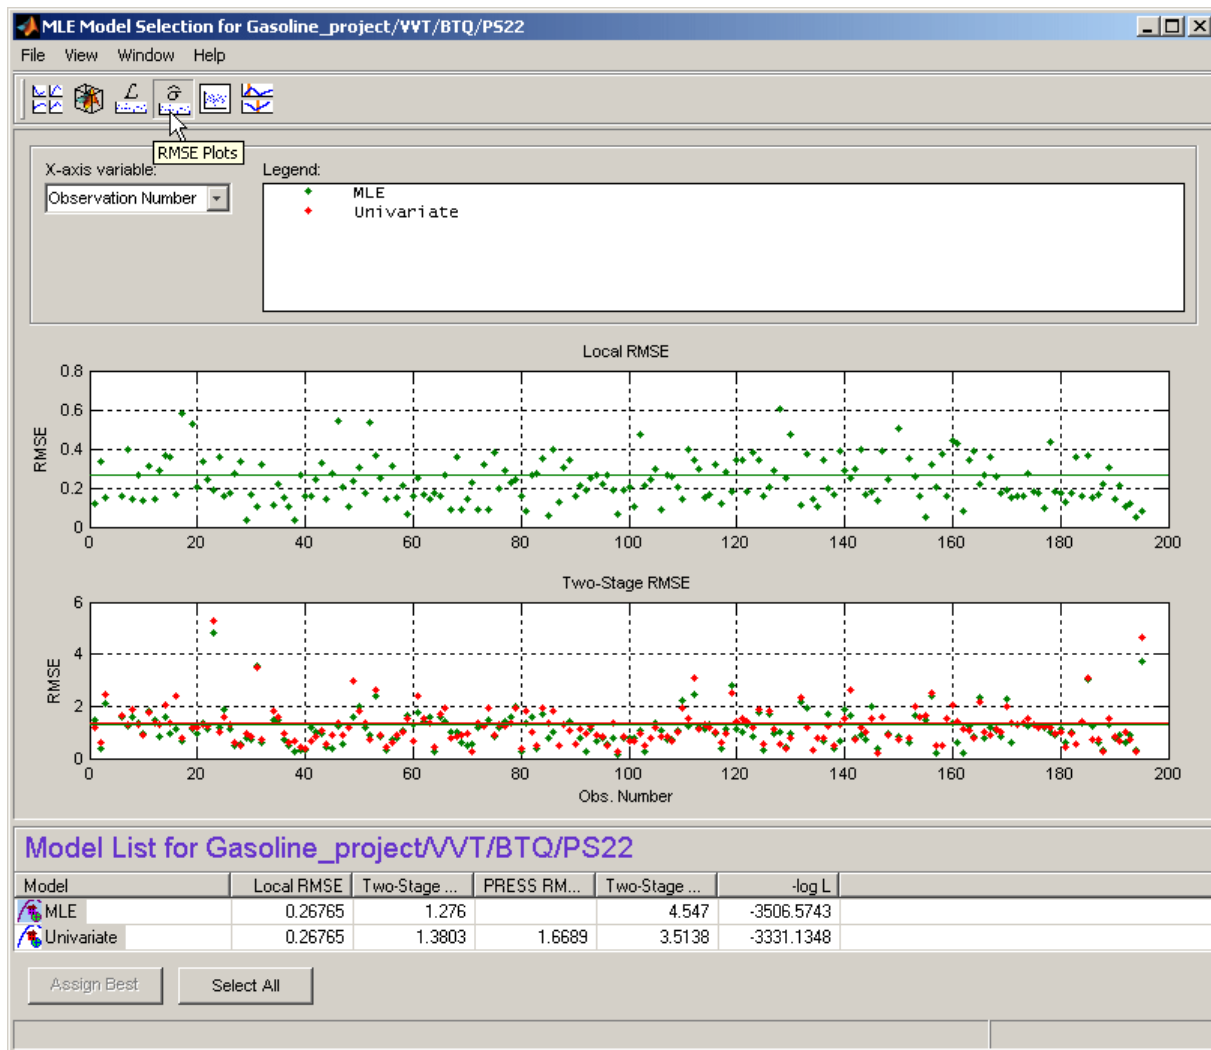 MLE Model Selection for Gasoline_project/VVT/BTQ/PS22
File View Window Help
RMSE Plots
X-axis variable:
Observation Number
Legend:
MLE
Univariate
Local RMSE
RMSE
0.8
0.6
0.4
0.2
0
0 20 40 60 80 100 120 140 160 180 200
Two-Stage RMSE
RMSE
6
4
2
0
0 20 40 60 80 100 120 140 160 180 200
Obs. Number
Model List for Gasoline_project/VVT/BTQ/PS22
Model Local RMSE Two-Stage ... PRESS RM... Two-Stage ... -log L
MLE 0.26765 1.276 4.547 -3506.5743
Univariate 0.26765 1.3803 1.6689 3.5138 -3331.1348
Assign Best Select All